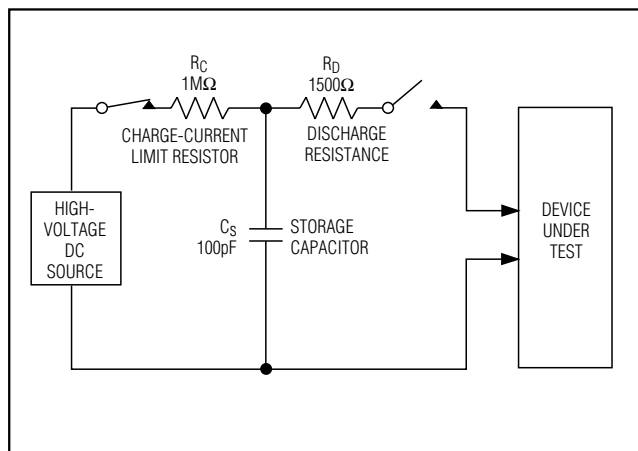 R_C
1MΩ
CHARGE-CURRENT
LIMIT RESISTOR
R_D
1500Ω
DISCHARGE
RESISTANCE
HIGH-
VOLTAGE
DC
SOURCE
C_S
100pF
STORAGE
CAPACITOR
DEVICE
UNDER
TEST